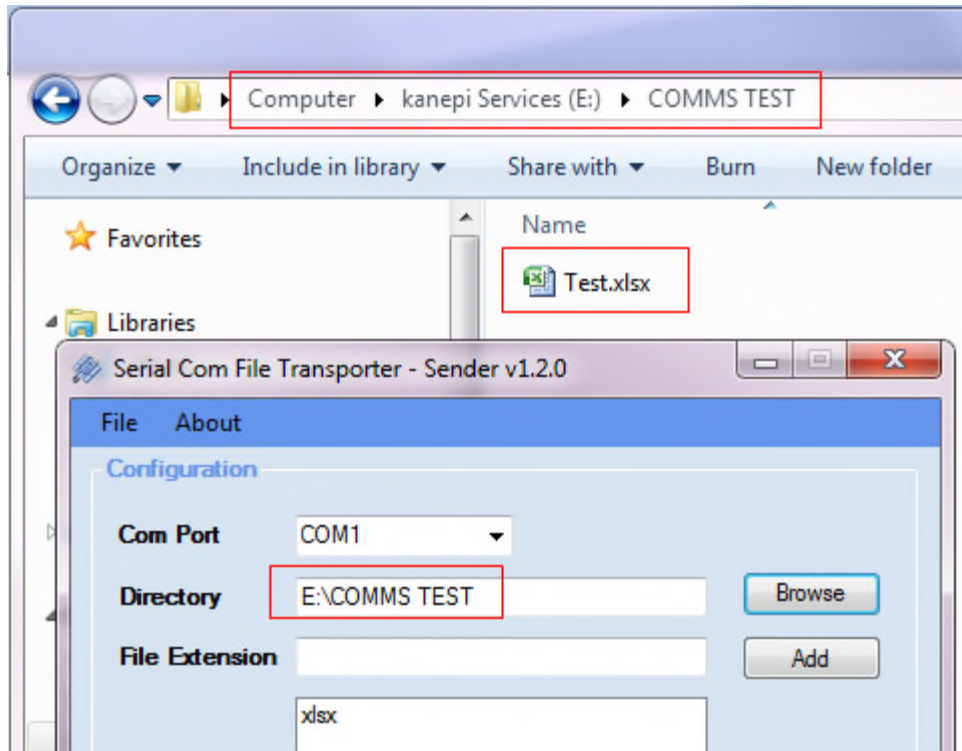 Computer ▸ kanepi Services (E:) ▸ COMMS TEST
Organize Include in library Share with Burn New folder
Favorites
Libraries
Name
Test.xlsx
Serial Com File Transporter - Sender v1.2.0
File About
Configuration
Com Port COM1
Directory E:\COMMS TEST Browse
File Extension Add
xlsx